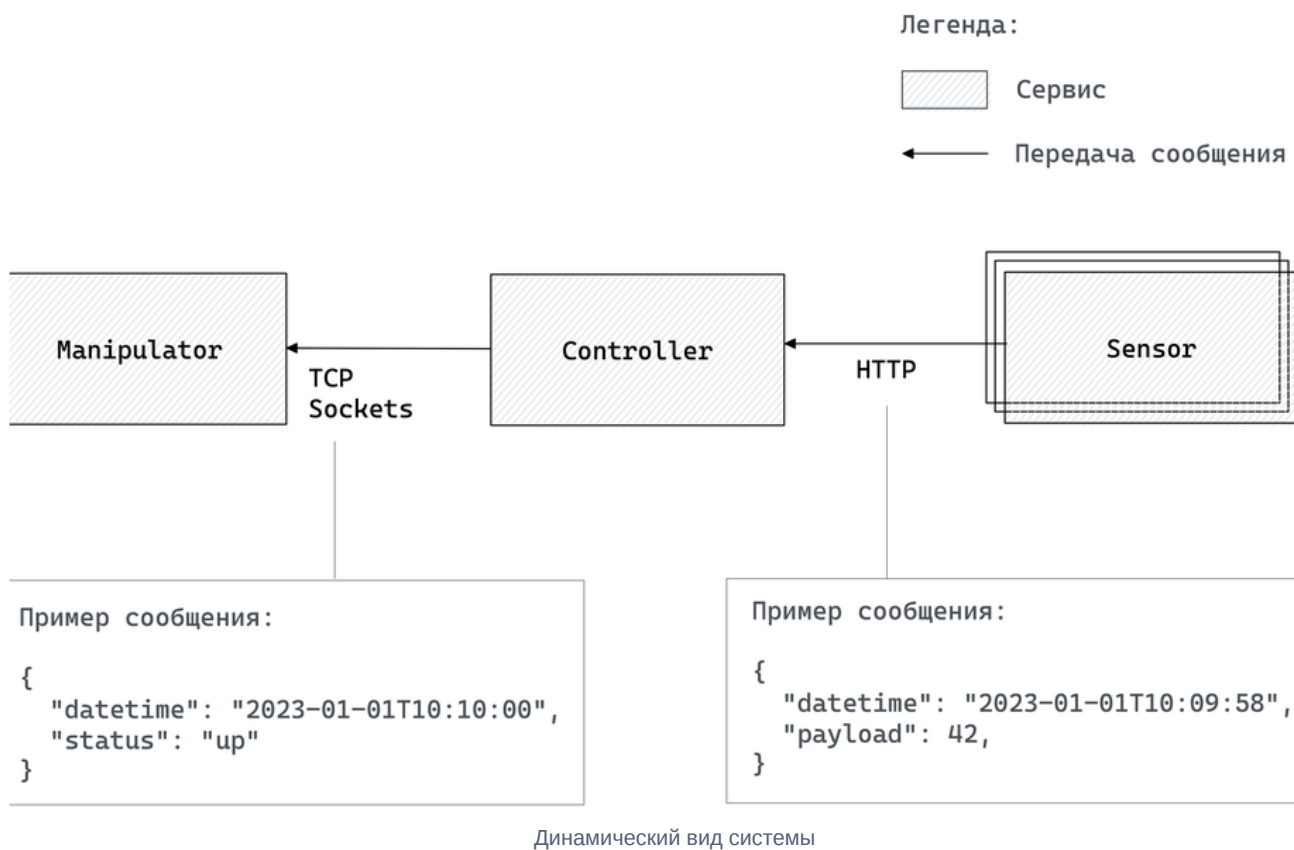 Легенда:
Сервис
Передача сообщения
Manipulator
TCP
Sockets
Controller
HTTP
Sensor
Пример сообщения:
{
"datetime": "2023-01-01T10:10:00",
"status": "up"
}
Пример сообщения:
{
"datetime": "2023-01-01T10:09:58",
"payload": 42,
}
Динамический вид системы